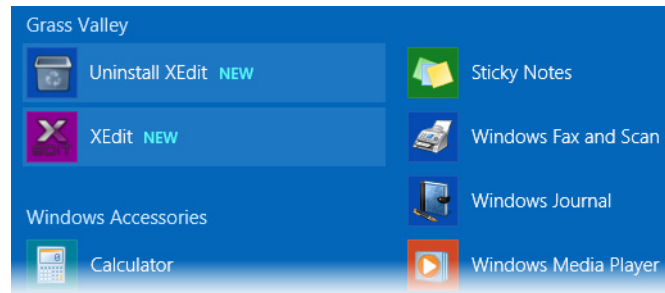 Grass Valley
Uninstall XEdit NEW
XEdit NEW
Windows Accessories
Calculator
Sticky Notes
Windows Fax and Scan
Windows Journal
Windows Media Player